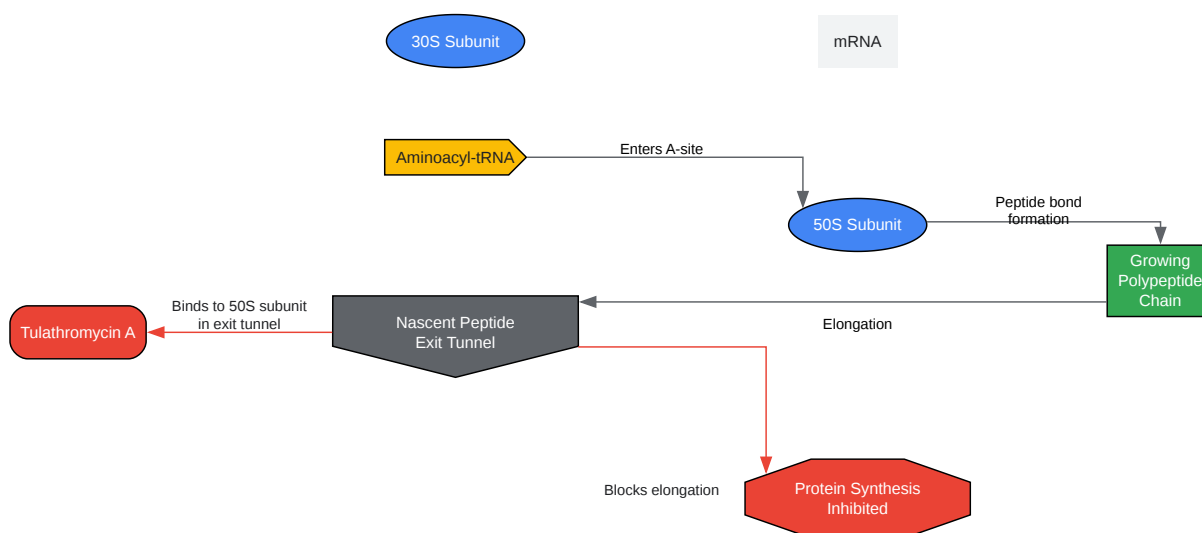 30S Subunit
mRNA
Enters A-site
Aminoacyl-tRNA
Peptide bond
formation
50S Subunit
Growing
Polypeptide
Chain
Binds to 50S subunit
in exit tunnel
Tulathromycin A
Nascent Peptide
Exit Tunnel
Elongation
Blocks elongation
Protein Synthesis
Inhibited